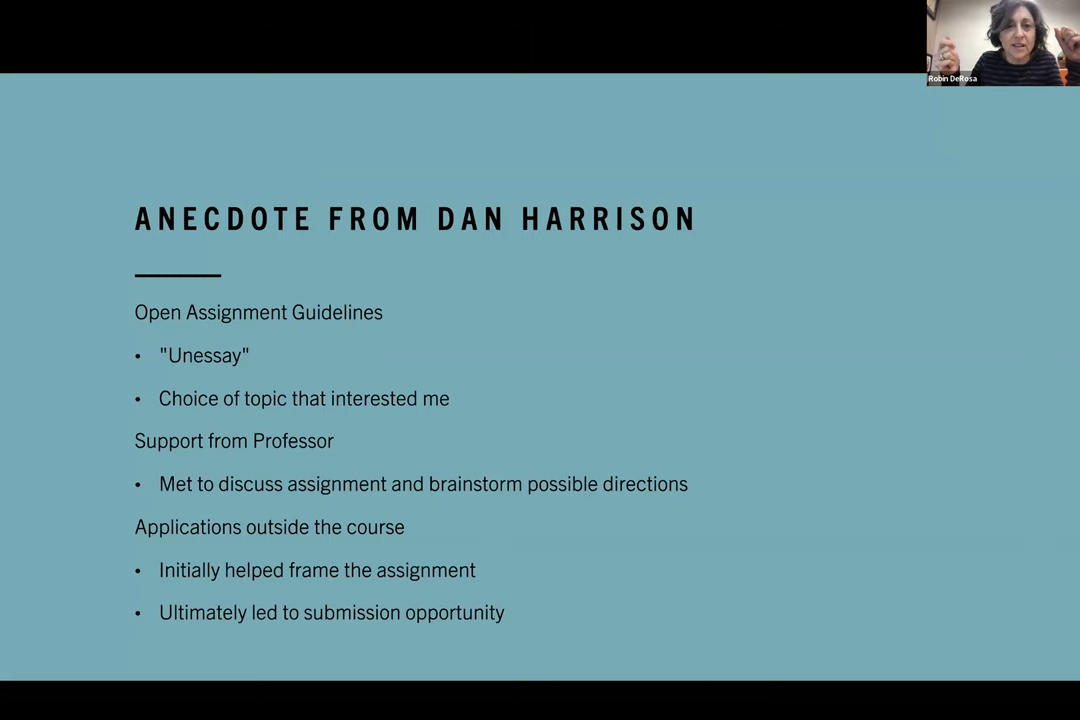 Robin DeRosa
ANECDOTE FROM DAN HARRISON
Open Assignment Guidelines
• "Unessay"
• Choice of topic that interested me
Support from Professor
• Met to discuss assignment and brainstorm possible directions
Applications outside the course
• Initially helped frame the assignment
• Ultimately led to submission opportunity